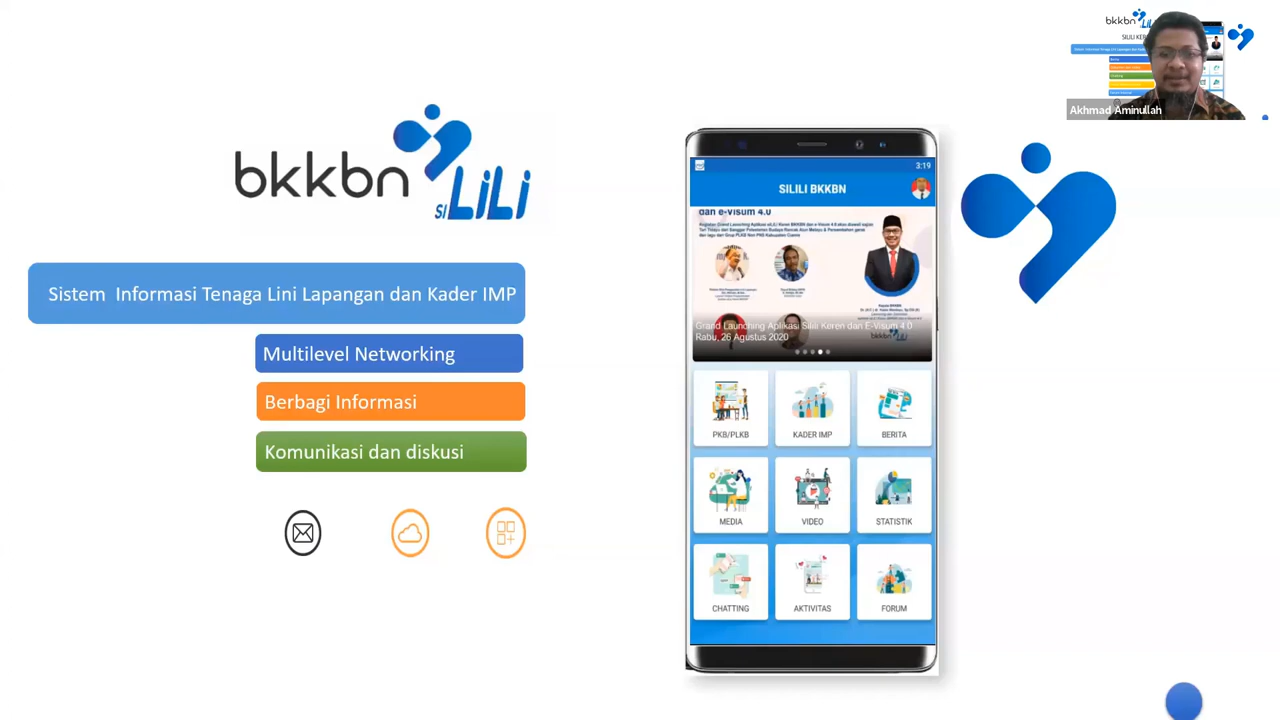 bkkbn
SiLiLi
Sistem Informasi Tenaga Lini Lapangan dan Kader IMP
Multilevel Networking
Berbagi Informasi
Komunikasi dan diskusi
3:19
SILILI BKKBN
dan e-Visum 4.0
Grand Launching Aplikasi Silili Keren dan E-Visum 4.0
Rabu, 26 Agustus 2020
PKB/PLKB
KADER IMP
BERITA
MEDIA
VIDEO
STATISTIK
CHATTING
AKTIVITAS
FORUM
bkkbn
Akhmad Aminullah